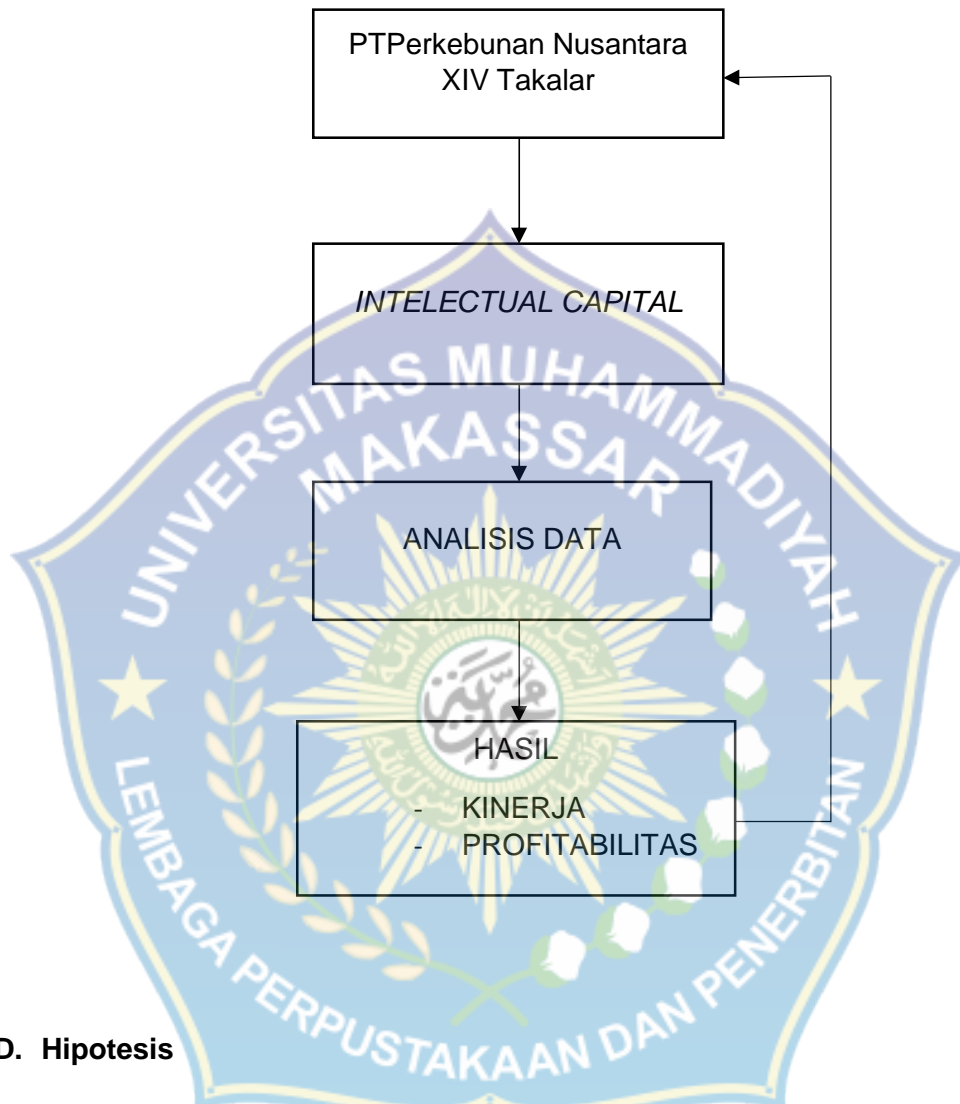 PTPerkebunan Nusantara
XIV Takalar
INTELECTUAL CAPITAL
UNIVERSITAS MUHAMMADIYAH
MAKASSAR
ANALISIS DATA
HASIL
- KINERJA
- PROFITABILITAS
LEMBAGA PERPUSTAKAAN DAN PENERBITAN
D. Hipotesis